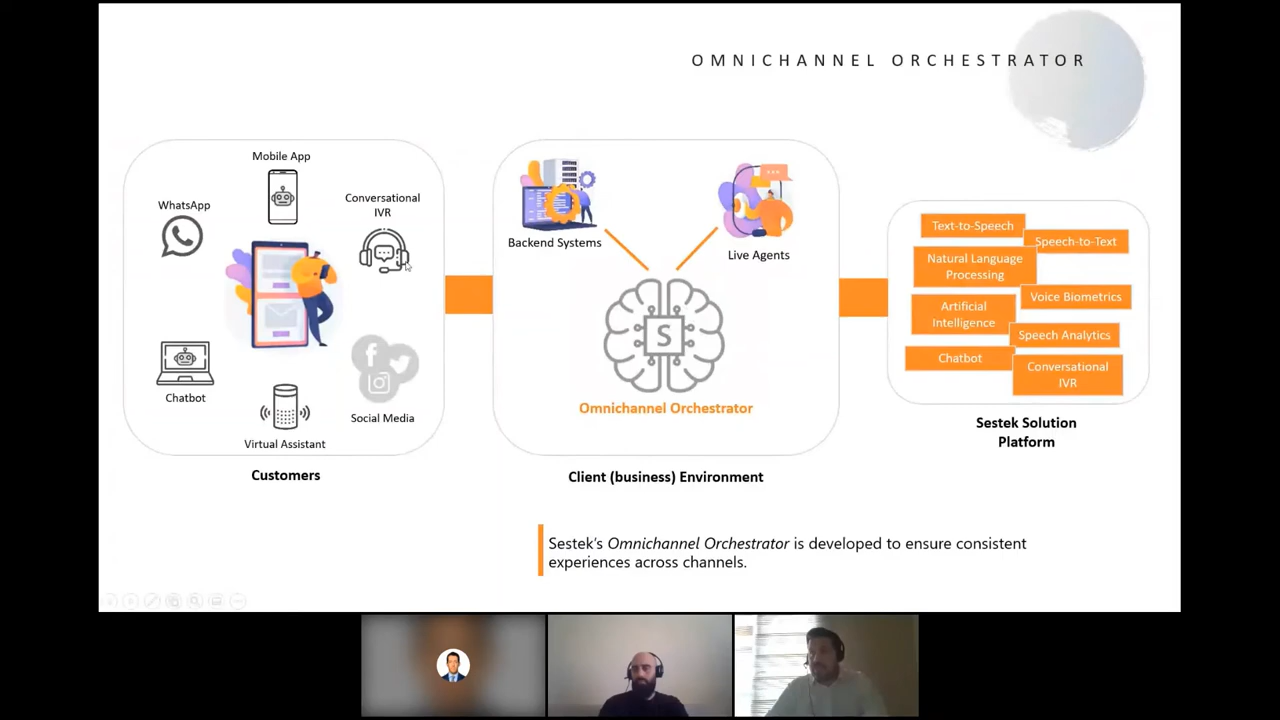 OMNICHANNEL ORCHESTRATOR
Mobile App
WhatsApp
Conversational
IVR
Chatbot
Virtual Assistant
Social Media
Customers
Backend Systems
Live Agents
S
Omnichannel Orchestrator
Client (business) Environment
Text-to-Speech
Speech-to-Text
Natural Language
Processing
Voice Biometrics
Artificial
Intelligence
Speech Analytics
Chatbot
Conversational
IVR
Sestek Solution
Platform
Sestek's Omnichannel Orchestrator is developed to ensure consistent
experiences across channels.